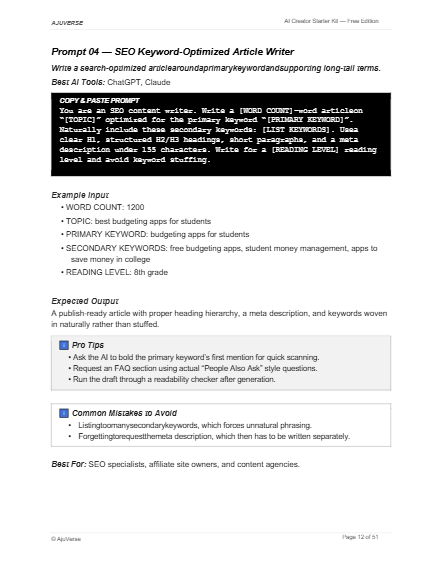 AJUVERSE
AI Creator Starter Kit — Free Edition
Prompt 04 — SEO Keyword-Optimized Article Writer
Write a search-optimized articlearoundaprimarykeywordandsupporting long-tail terms.
Best AI Tools: ChatGPT, Claude
COPY & PASTE PROMPT
You are an SEO content writer. Write a [WORD COUNT]-word articleon
"[TOPIC]" optimized for the primary keyword "[PRIMARY KEYWORD]".
Naturally include these secondary keywords: [LIST KEYWORDS]. Usea
clear H1, structured H2/H3 headings, short paragraphs, and a meta
description under 155 characters. Write for a [READING LEVEL] reading
level and avoid keyword stuffing.
Example Input
• WORD COUNT: 1200
• TOPIC: best budgeting apps for students
• PRIMARY KEYWORD: budgeting apps for students
• SECONDARY KEYWORDS: free budgeting apps, student money management, apps to
save money in college
• READING LEVEL: 8th grade
Expected Output
A publish-ready article with proper heading hierarchy, a meta description, and keywords woven
in naturally rather than stuffed.
Pro Tips
• Ask the AI to bold the primary keyword's first mention for quick scanning.
• Request an FAQ section using actual "People Also Ask" style questions.
• Run the draft through a readability checker after generation.
Common Mistakes to Avoid
• Listingtoomanysecondarykeywords, which forces unnatural phrasing.
• Forgettingtorequestthemeta description, which then has to be written separately.
Best For: SEO specialists, affiliate site owners, and content agencies.
© AjuVerse
Page 12 of 51